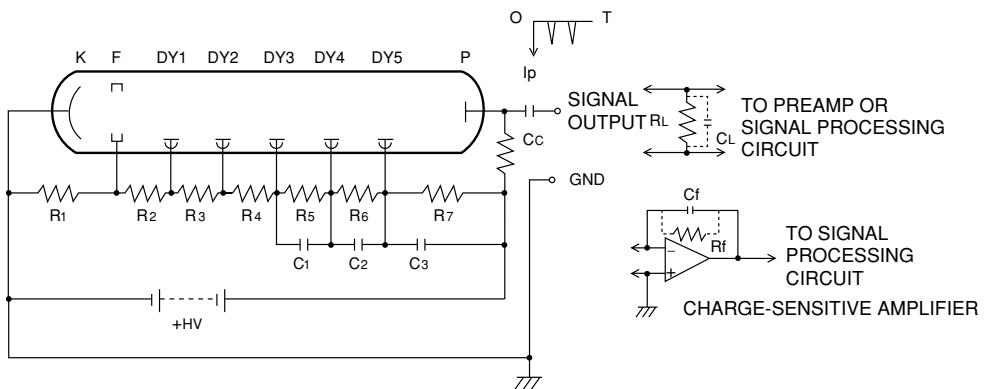 O T
Ip
K F DY1 DY2 DY3 DY4 DY5 P
SIGNAL
OUTPUT
CC
RL
CL
TO PREAMP OR
SIGNAL PROCESSING
CIRCUIT
GND
R1 R2 R3 R4 R5 R6 R7
C1 C2 C3
+HV
Cf
Rf
−
+
TO SIGNAL
PROCESSING
CIRCUIT
CHARGE-SENSITIVE AMPLIFIER